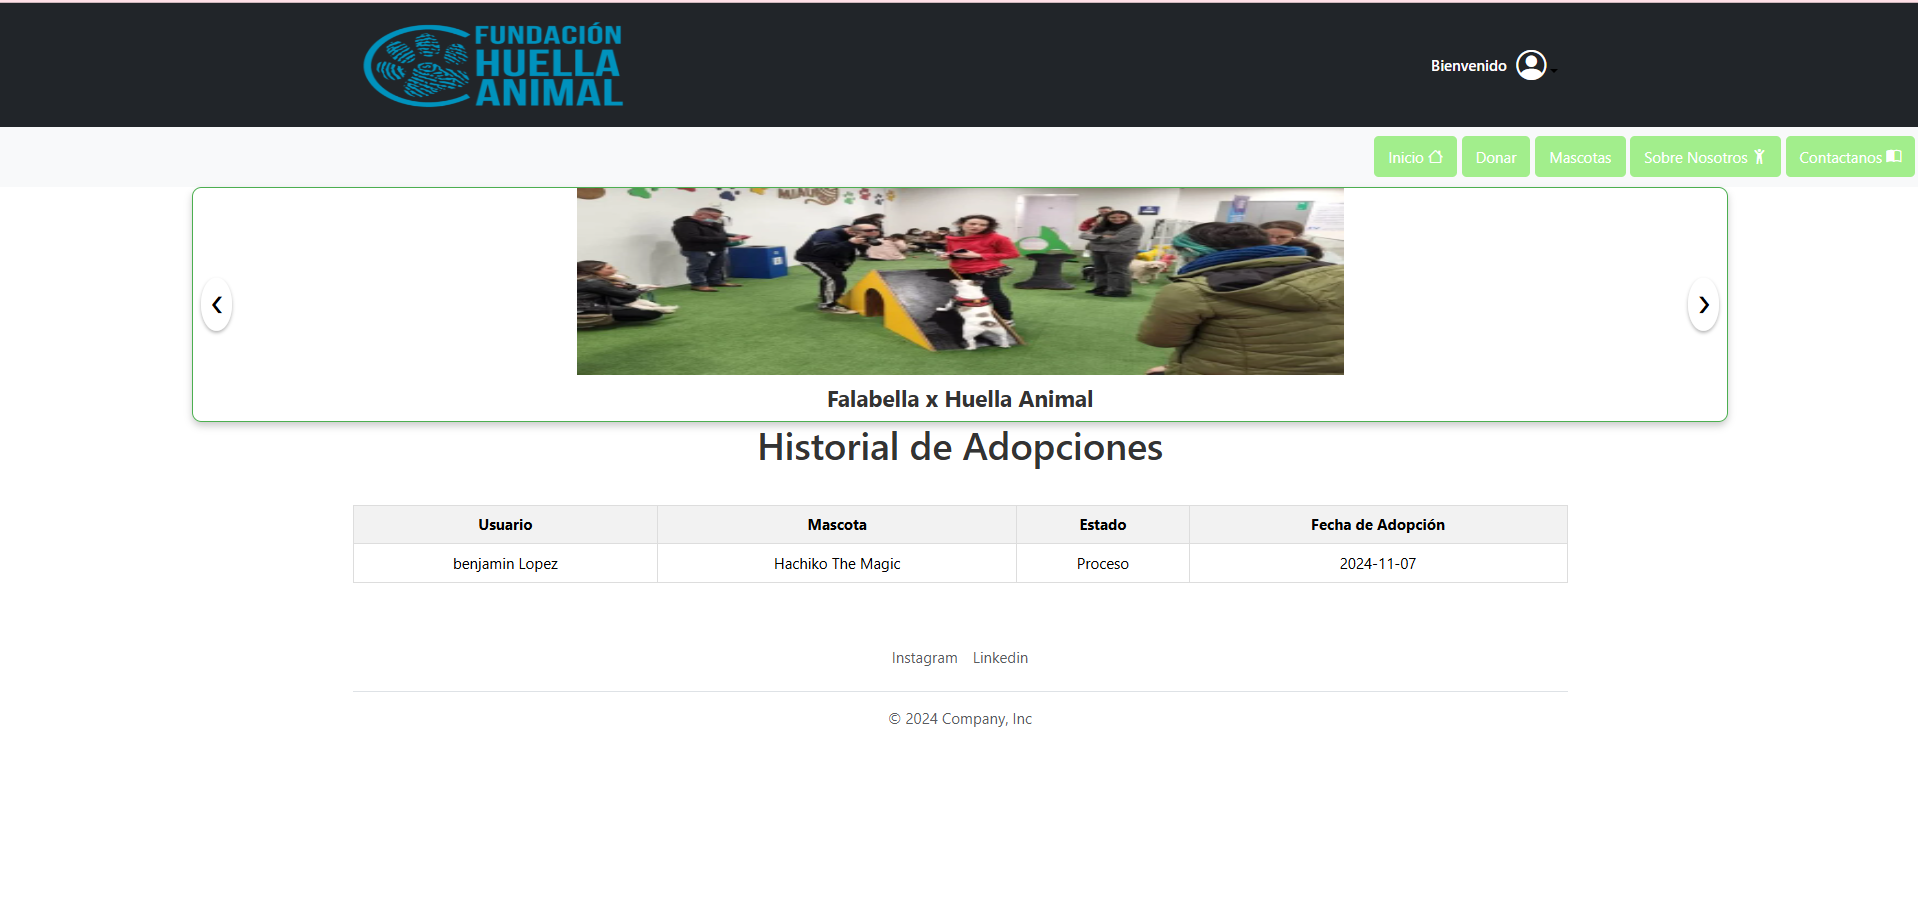 FUNDACIÓN
HUELLA
ANIMAL
Bienvenido
Inicio Donar Mascotas Sobre Nosotros Contactanos
Falabella x Huella Animal
Historial de Adopciones
Usuario Mascota Estado Fecha de Adopción
benjamin Lopez Hachiko The Magic Proceso 2024-11-07
Instagram Linkedin
© 2024 Company, Inc